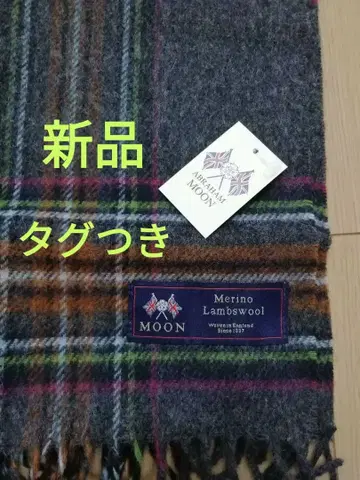 新品
タグつき
ABRAHAM
MOON
MOON
Merino
Lambswool
Woven in England
Since 1837